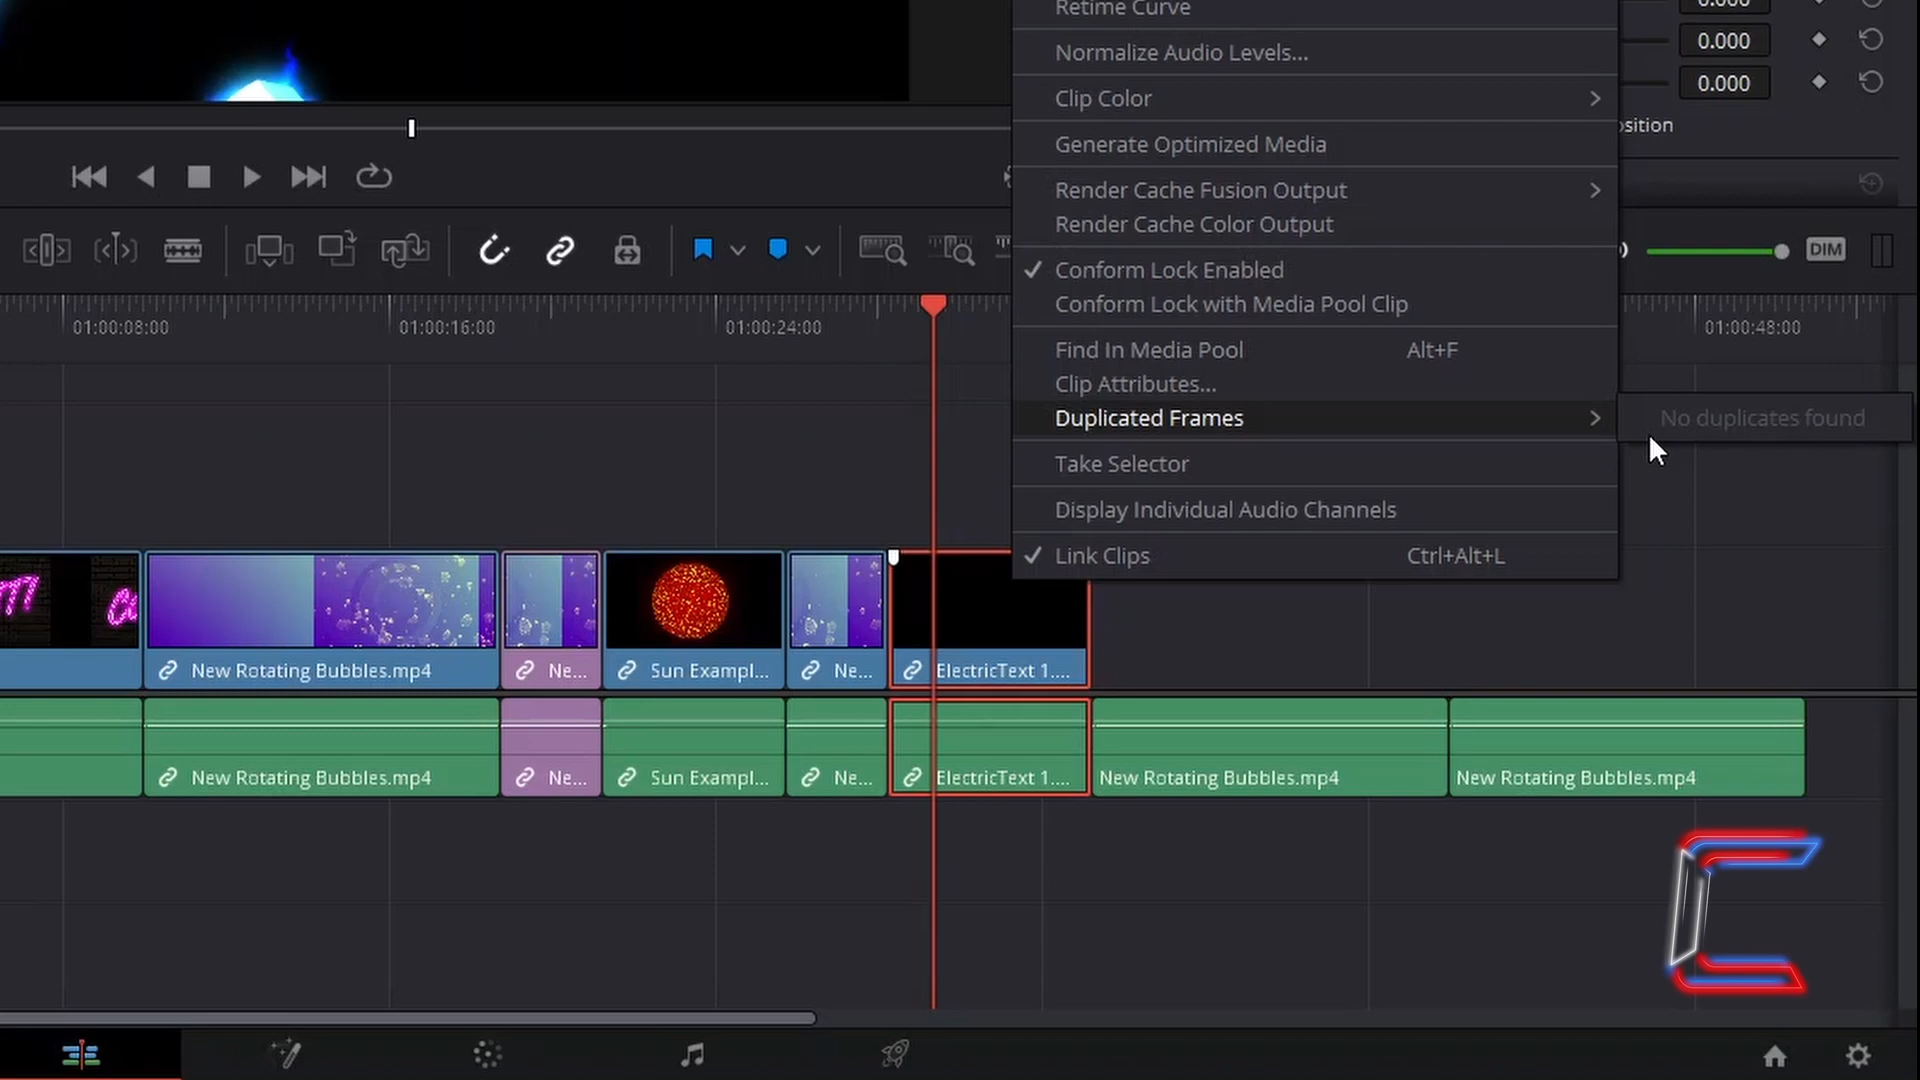 Retime Curve
0.000
Normalize Audio Levels...
0.000
0.000
Clip Color
sition
Generate Optimized Media
Render Cache Fusion Output
Render Cache Color Output
DIM
Conform Lock Enabled
Conform Lock with Media Pool Clip
01:00:08:00
01:00:16:00
01:00:24:00
01:00:48:00
Find In Media Pool Alt+F
Clip Attributes...
Duplicated Frames
No duplicates found
Take Selector
Display Individual Audio Channels
Link Clips Ctrl+Alt+L
New Rotating Bubbles.mp4
Ne...
Sun Exampl...
Ne...
ElectricText 1....
New Rotating Bubbles.mp4
Ne...
Sun Exampl...
Ne...
ElectricText 1....
New Rotating Bubbles.mp4
New Rotating Bubbles.mp4
C